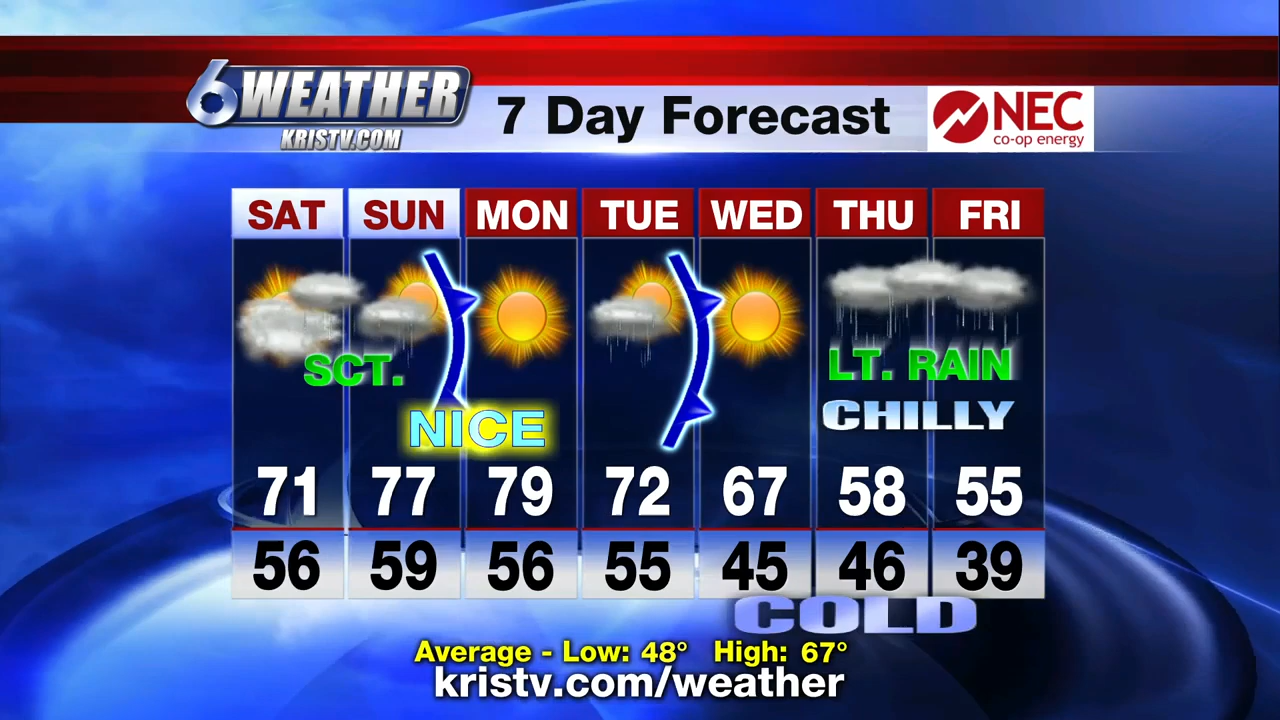 6 WEATHER
KRISTV.COM
7 Day Forecast
NEC
co-op energy
SAT SUN MON TUE WED THU FRI
SCT.
LT. RAIN
CHILLY
NICE
71 77 79 72 67 58 55
56 59 56 55 45 46 39
COLD
Average - Low: 48° High: 67°
kristv.com/weather